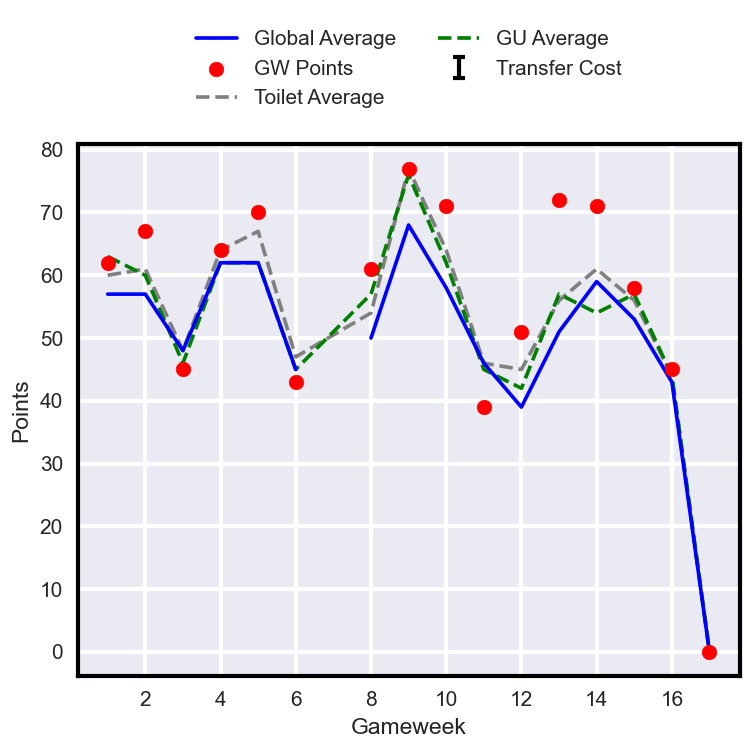 Global Average
GW Points
Toilet Average
GU Average
Transfer Cost
80
70
60
50
40
30
20
10
0
Points
2 4 6 8 10 12 14 16
Gameweek